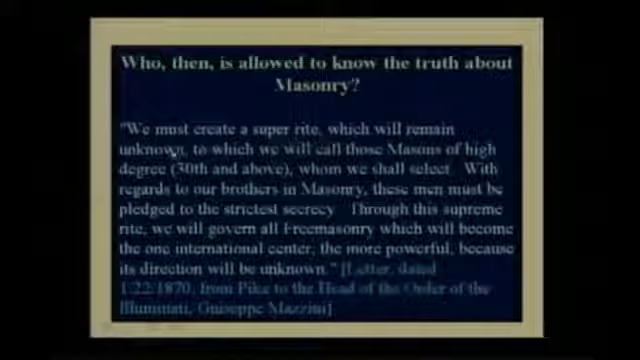 Who, then, is allowed to know the truth about
Masonry?
"We must create a super rite, which will remain
unknown, to which we will call those Masons of high
degree (30th and above), whom we shall select. With
regards to our brothers in Masonry, these men must be
pledged to the strictest secrecy. Through this supreme
rite, we will govern all Freemasonry which will become
the one international center, the more powerful, because
its direction will be unknown." [Letter, dated
1/22/1870, from Pike to the Head of the Order of the
Illuminati, Guiseppe Mazzini]